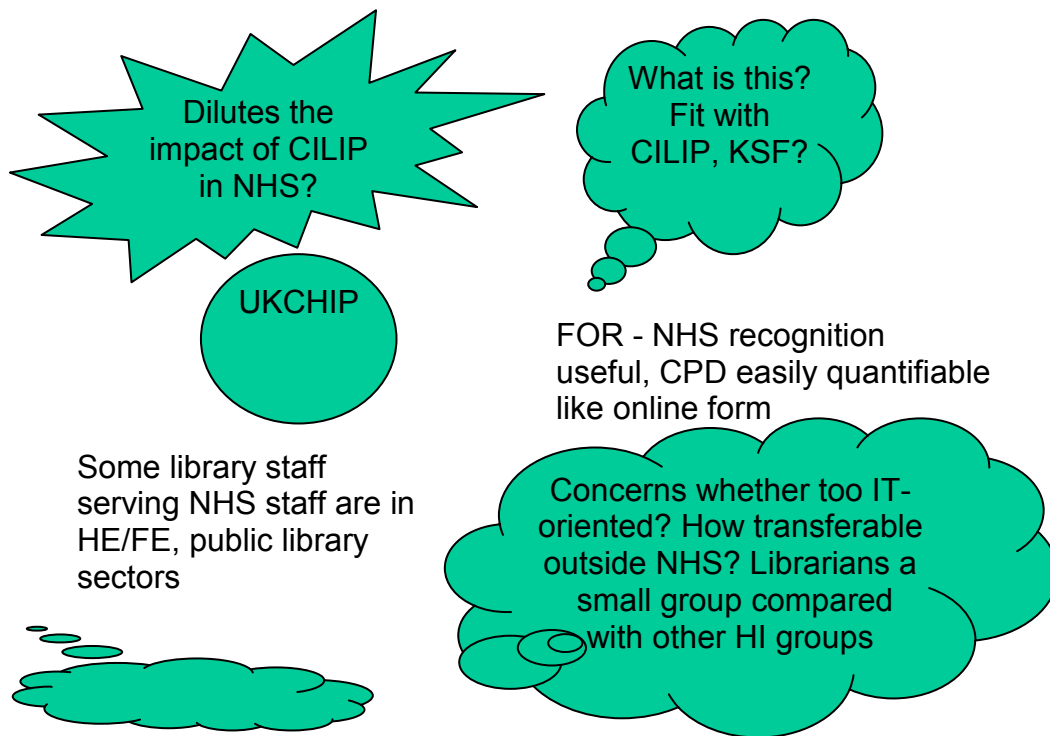 Dilutes the
impact of CILIP
in NHS?
What is this?
Fit with
CILIP, KSF?
UKCHIP
FOR - NHS recognition
useful, CPD easily quantifiable
like online form
Some library staff
serving NHS staff are in
HE/FE, public library
sectors
Concerns whether too IT-
oriented? How transferable
outside NHS? Librarians a
small group compared
with other HI groups